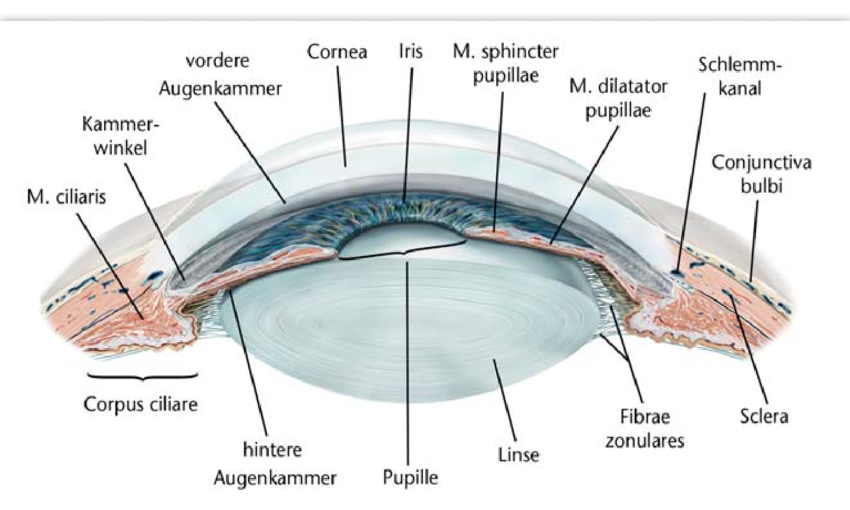 vordere
Augenkammer
Cornea
Iris
M. sphincter
pupillae
M. dilatator
pupillae
Schlemm-
kanal
Kammer-
winkel
Conjunctiva
bulbi
M. ciliaris
Corpus ciliare
hintere
Augenkammer
Pupille
Linse
Fibrae
zonulares
Sclera